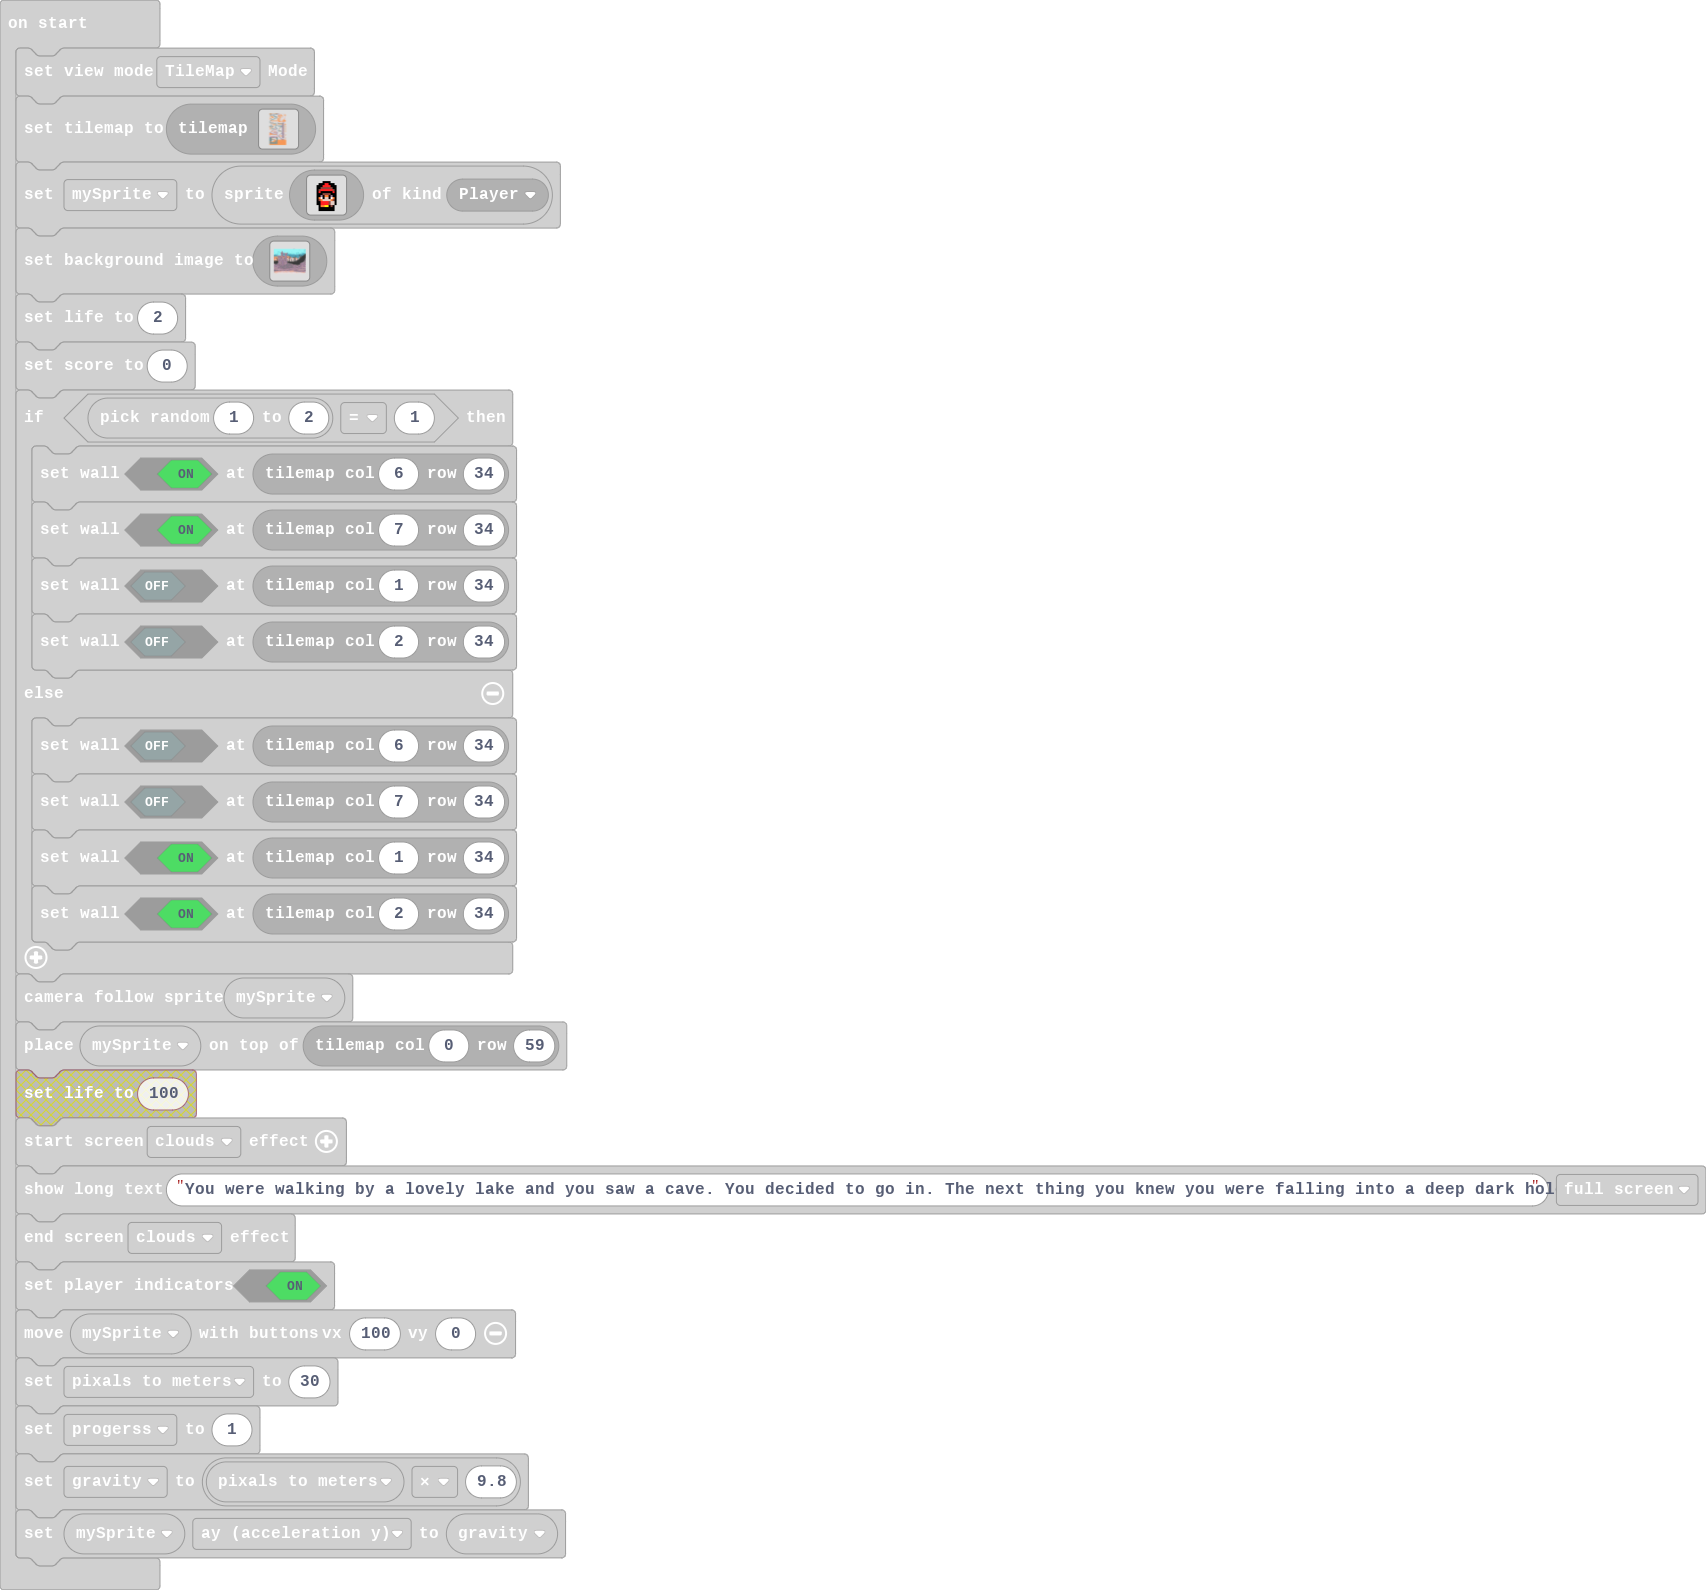 on start
set view mode TileMap Mode
set tilemap to tilemap
set mySprite to sprite of kind Player
set background image to
set life to 2
set score to 0
if pick random 1 to 2 = 1 then
set wall ON at tilemap col 6 row 34
set wall ON at tilemap col 7 row 34
set wall OFF at tilemap col 1 row 34
set wall OFF at tilemap col 2 row 34
else
set wall OFF at tilemap col 6 row 34
set wall OFF at tilemap col 7 row 34
set wall ON at tilemap col 1 row 34
set wall ON at tilemap col 2 row 34
camera follow sprite mySprite
place mySprite on top of tilemap col 0 row 59
set life to 100
start screen clouds effect
show long text "You were walking by a lovely lake and you saw a cave. You decided to go in. The next thing you knew you were falling into a deep dark hol" full screen
end screen clouds effect
set player indicators ON
move mySprite with buttons vx 100 vy 0
set pixals to meters to 30
set progerss to 1
set gravity to pixals to meters × 9.8
set mySprite ay (acceleration y) to gravity